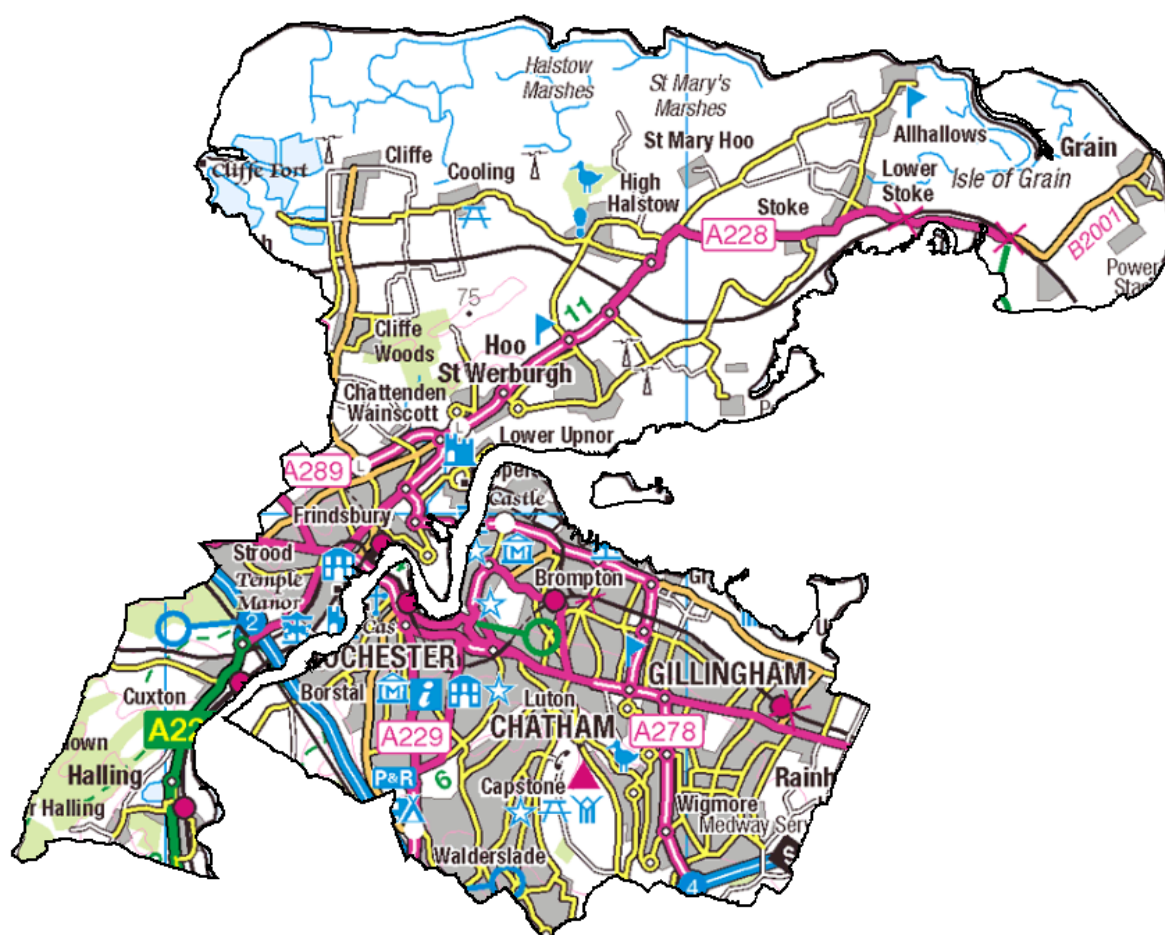 Halstow
Marshes
St Mary's
Marshes
St Mary Hoo
Allhallows
Grain
Cliffe
Cliffe Fort
Cooling
High
Halstow
Lower
Stoke
Isle of Grain
Stoke
A228
B2001
Power
75
11
Cliffe
Woods
Hoo
St Werburgh
Chattenden
Wainscott
L
Lower Upnor
A289
L
Castle
Frindsbury
Strood
Temple
Manor
M
Brompton
2
ROCHESTER
GILLINGHAM
Cuxton
Borstal
M
i
Luton
CHATHAM
A22
A229
A278
Halling
P&R
6
Capstone
Halling
Wigmore
Medway
S
Walderslade
4